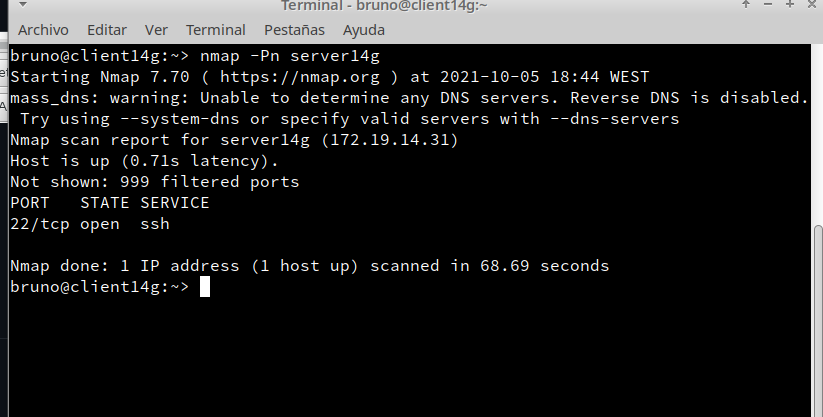 Terminal - bruno@client14g:~
Archivo Editar Ver Terminal Pestañas Ayuda
bruno@client14g:~> nmap -Pn server14g
Starting Nmap 7.70 ( https://nmap.org ) at 2021-10-05 18:44 WEST
mass_dns: warning: Unable to determine any DNS servers. Reverse DNS is disabled.
 Try using --system-dns or specify valid servers with --dns-servers
Nmap scan report for server14g (172.19.14.31)
Host is up (0.71s latency).
Not shown: 999 filtered ports
PORT   STATE SERVICE
22/tcp open  ssh

Nmap done: 1 IP address (1 host up) scanned in 68.69 seconds
bruno@client14g:~>